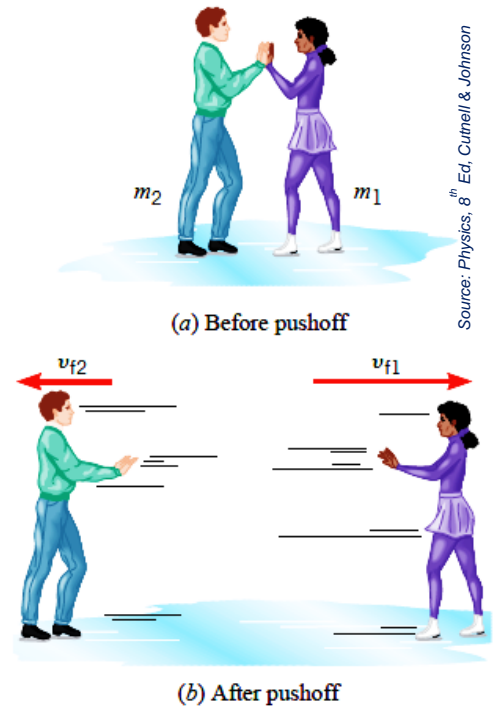 Source: Physics, 8th Ed, Cutnell & Johnson
m2
m1
(a) Before pushoff
vf2
vf1
(b) After pushoff